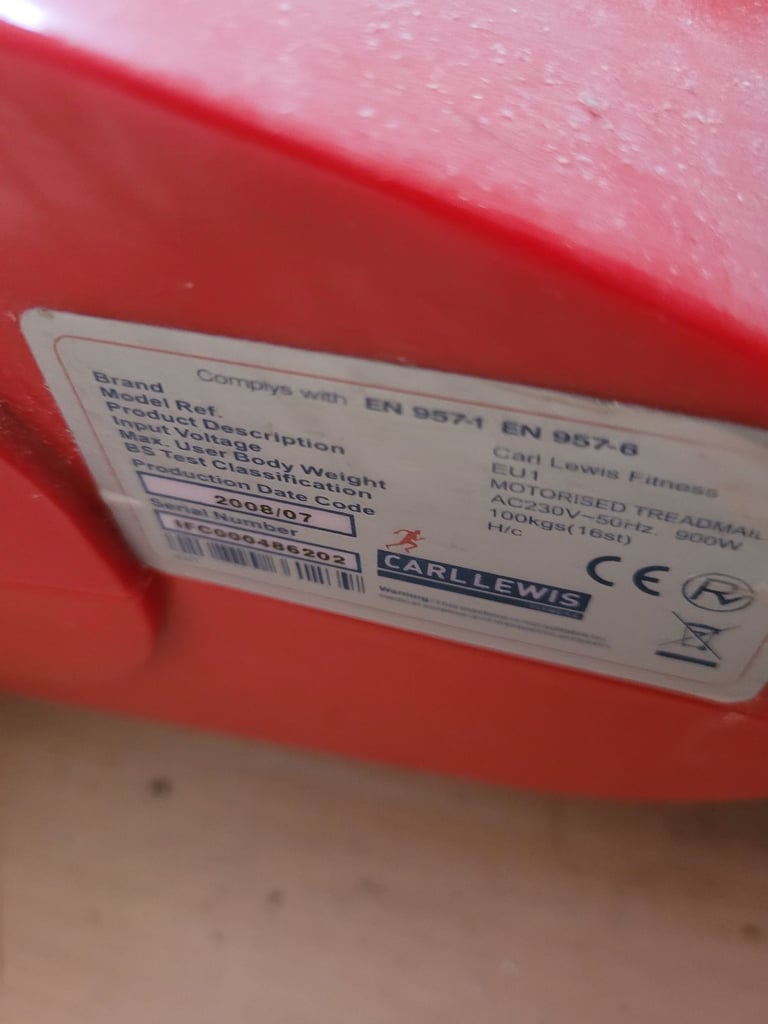 Complys with EN 957-1 EN 957-6
Brand Carl Lewis Fitness
Model Ref. EU1
Product Description MOTORISED TREADMAIL
Input Voltage AC230V~50Hz. 900W
Max. User Body Weight 100kgs(16st)
BS Test Classification H/c
Production Date Code
2008/07
Serial Number
IFC000486202
CARL LEWIS
Warning:
CE